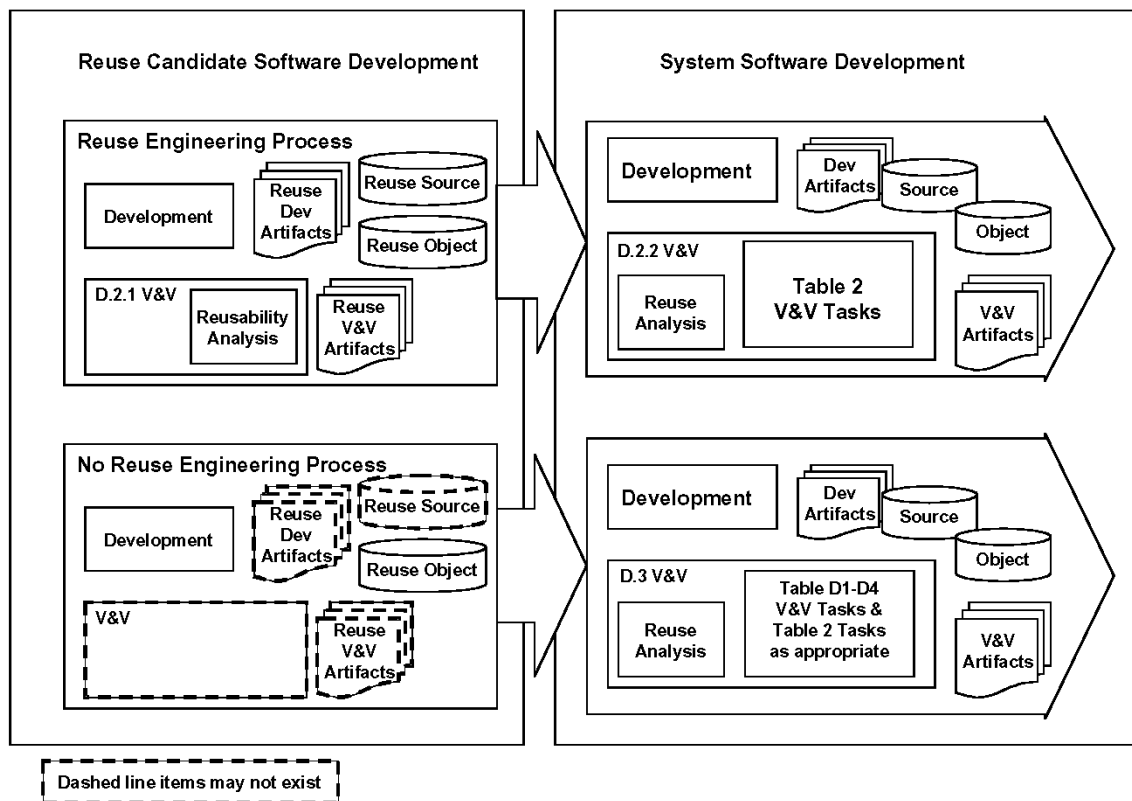 Reuse Candidate Software Development
System Software Development
Reuse Engineering Process
Development
Reuse
Dev
Artifacts
Reuse Source
Reuse Object
D.2.1 V&V
Reusability
Analysis
Reuse
V&V
Artifacts
Development
Dev
Artifacts
Source
Object
D.2.2 V&V
Reuse
Analysis
Table 2
V&V Tasks
V&V
Artifacts
No Reuse Engineering Process
Development
Reuse
Dev
Artifacts
Reuse Source
Reuse Object
V&V
Reuse
V&V
Artifacts
Development
Dev
Artifacts
Source
Object
D.3 V&V
Reuse
Analysis
Table D1-D4
V&V Tasks &
Table 2 Tasks
as appropriate
V&V
Artifacts
Dashed line items may not exist